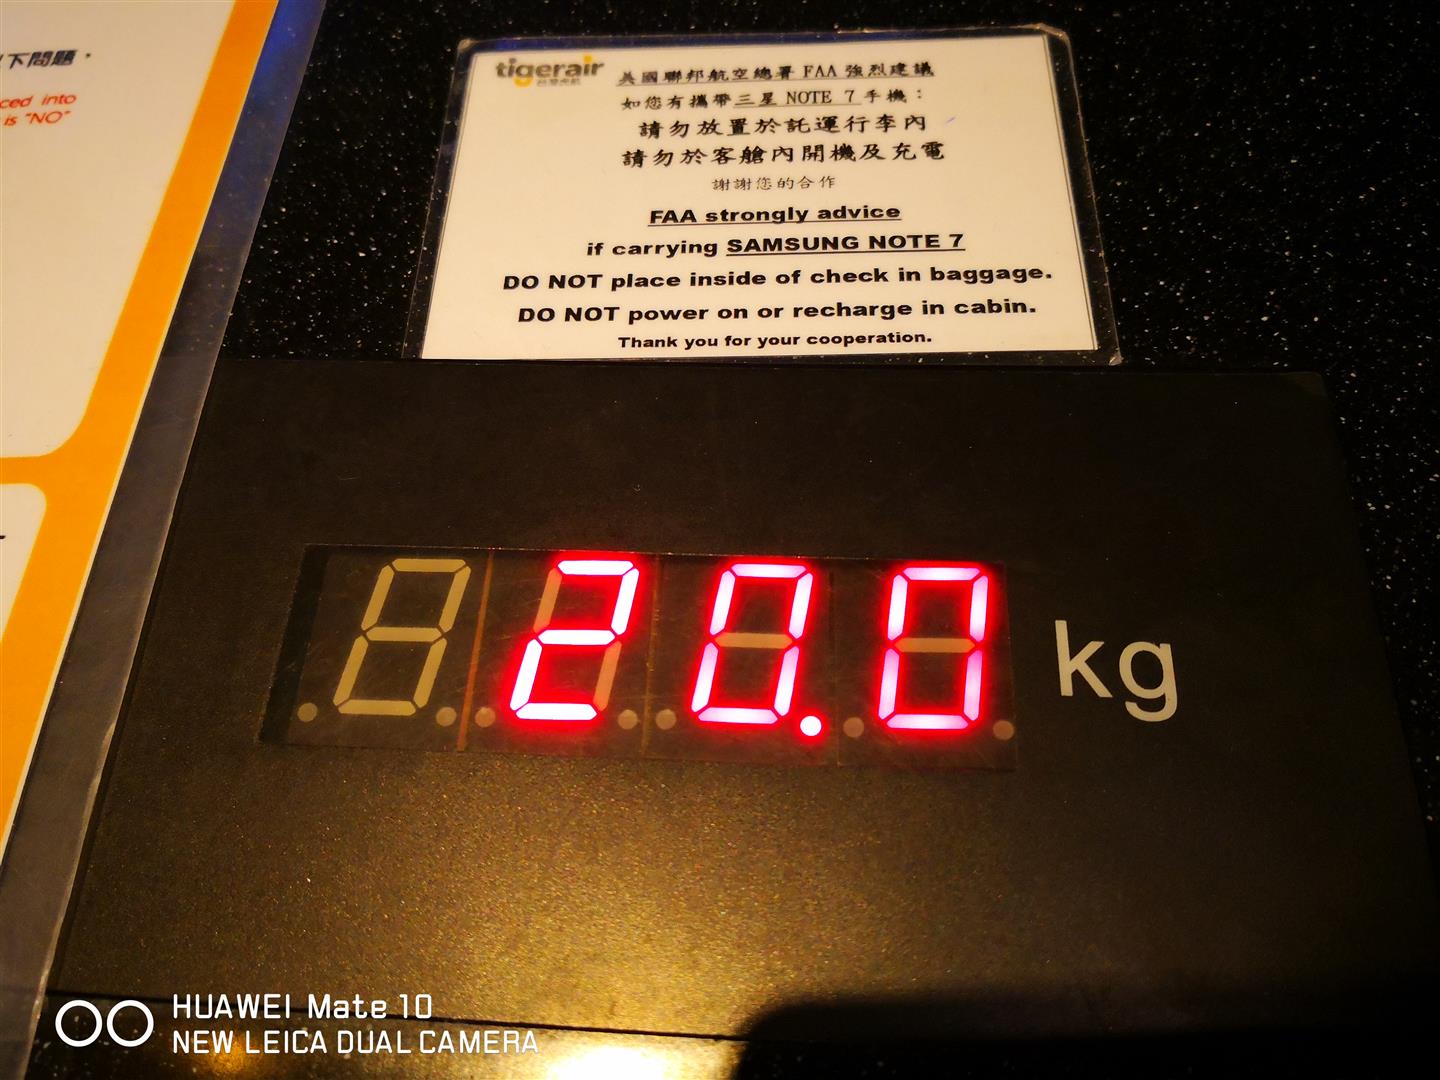 以下問題，
ced into
is "NO"
tigerair
台灣虎航
美國聯邦航空總署 FAA 強烈建議
如您有攜帶三星 NOTE 7 手機：
請勿放置於託運行李內
請勿於客艙內開機及充電
謝謝您的合作
FAA strongly advice
if carrying SAMSUNG NOTE 7
DO NOT place inside of check in baggage.
DO NOT power on or recharge in cabin.
Thank you for your cooperation.
20.0 kg
HUAWEI Mate 10
NEW LEICA DUAL CAMERA